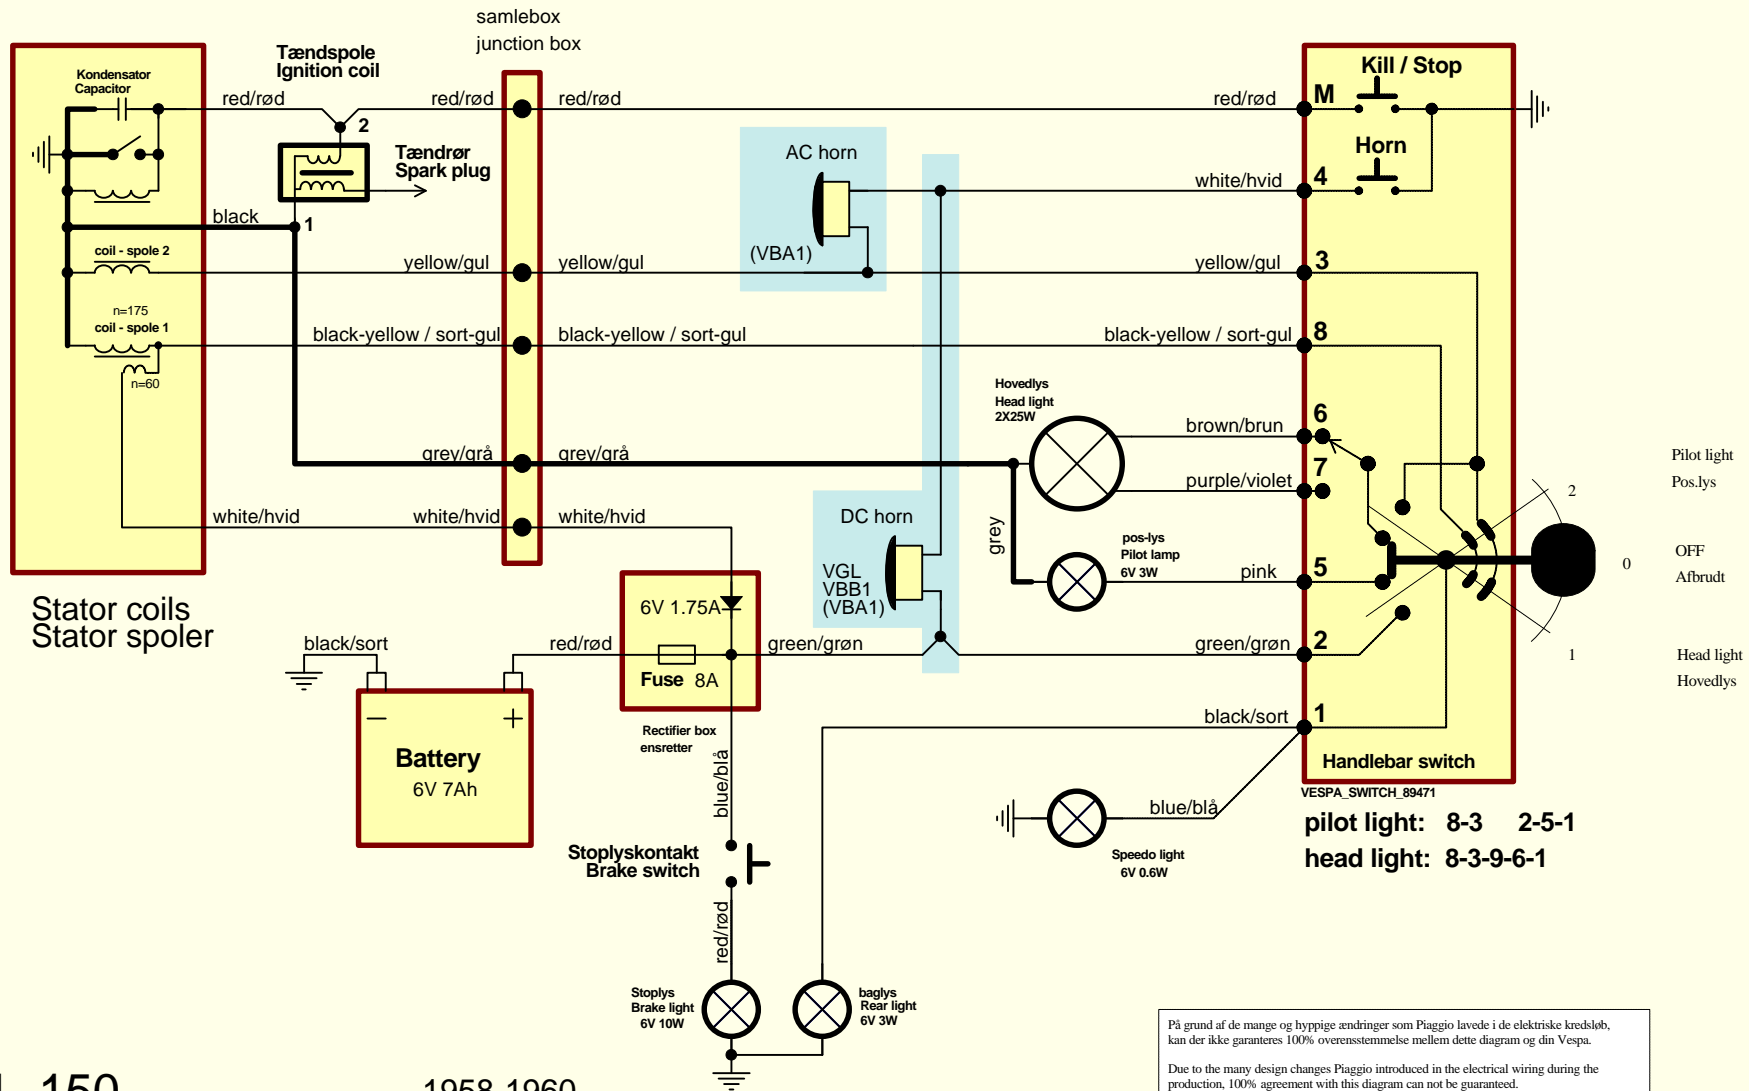 samlebox
junction box
Tændspole
Ignition coil
Kondensator
Capacitor
red/rød
red/rød
red/rød
red/rød
M
Kill / Stop
2
Tændrør
Spark plug
AC horn
Horn
white/hvid
4
black
1
(VBA1)
coil - spole 2
yellow/gul
yellow/gul
yellow/gul
3
n=175
coil - spole 1
black-yellow / sort-gul
black-yellow / sort-gul
black-yellow / sort-gul
8
n=60
Hovedlys
Head light
2X25W
brown/brun
6
grey/grå
grey/grå
7
purple/violet
Pilot light
Pos.lys
2
white/hvid
white/hvid
white/hvid
DC horn
grey
pos-lys
Pilot lamp
6V 3W
pink
5
OFF
Afbrudt
0
VGL
VBB1
(VBA1)
Stator coils
Stator spoler
6V 1.75A
black/sort
red/rød
green/grøn
green/grøn
2
1
Head light
Hovedlys
Fuse 8A
Rectifier box
ensretter
black/sort
1
Battery
6V 7Ah
blue/blå
Handlebar switch
VESPA_SWITCH_89471
blue/blå
pilot light: 8-3 2-5-1
head light: 8-3-9-6-1
Speedo light
6V 0.6W
Stoplyskontakt
Brake switch
red/rød
Stoplys
Brake light
6V 10W
baglys
Rear light
6V 3W
På grund af de mange og hyppige ændringer som Piaggio lavede i de elektriske kredsløb,
kan der ikke garanteres 100% overensstemmelse mellem dette diagram og din Vespa.
Due to the many design changes Piaggio introduced in the electrical wiring during the
production, 100% agreement with this diagram can not be guaranteed.
150
1958-1960